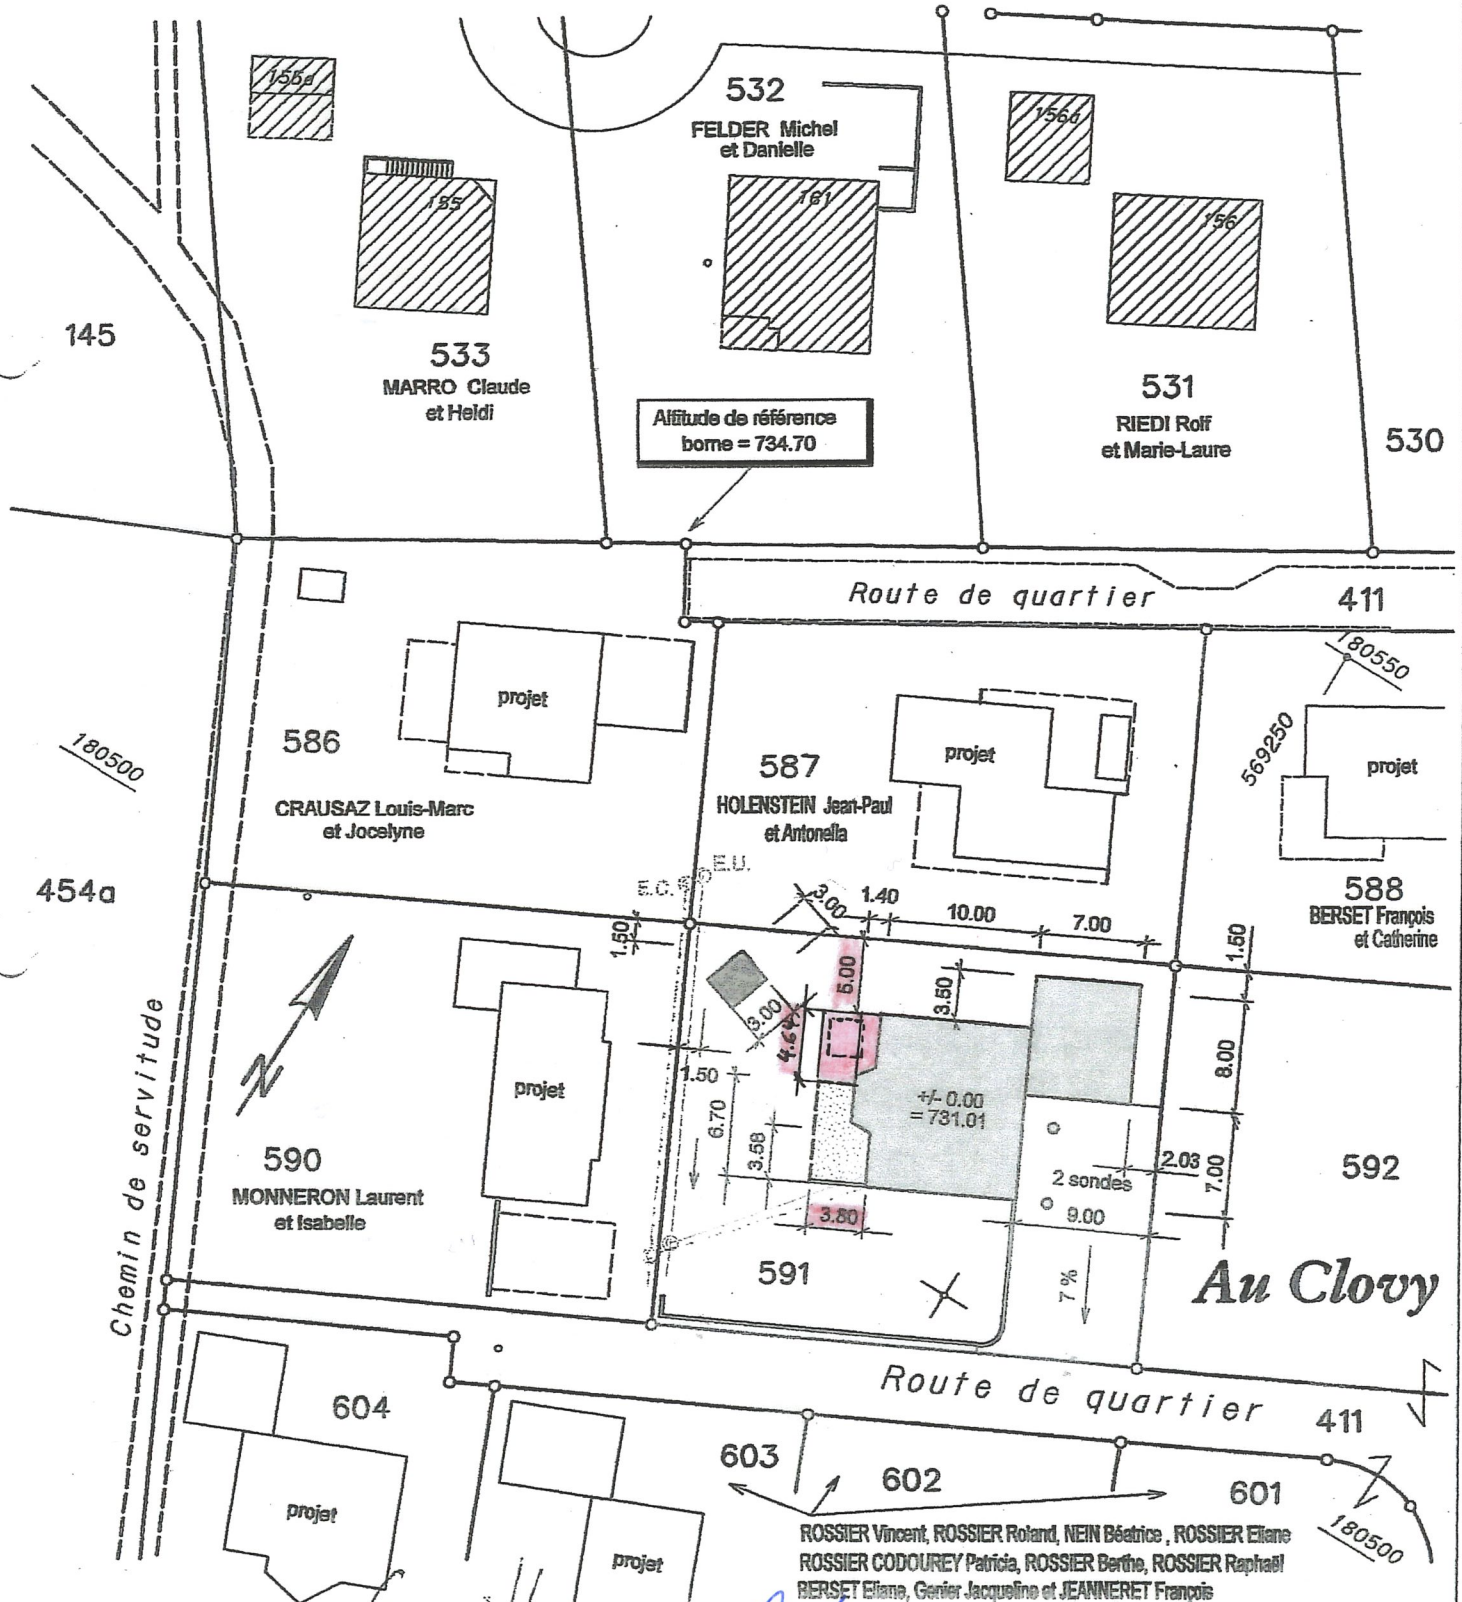 155a
532
FELDER Michel
et Danielle
156a
155
161
156
145
533
MARRO Claude
et Heidi
531
RIEDI Rolf
et Marie-Laure
530
Altitude de référence
borne = 734.70
Route de quartier
411
180550
projet
586
180500
CRAUSAZ Louis-Marc
et Jocelyne
587
HOLENSTEIN Jean-Paul
et Antonella
projet
569250
projet
588
BERSET François
et Catherine
454a
E.C.
E.U.
3.00
1.40
10.00
7.00
1.50
1.50
5.00
3.50
3.00
4.64
8.00
1.50
6.70
3.58
+/- 0.00
= 731.01
projet
N
Chemin de servitude
590
MONNERON Laurent
et Isabelle
2.03
7.00
592
2 sondes
9.00
3.80
591
7 %
Au Clovy
Route de quartier
411
604
603
602
601
180500
projet
projet
ROSSIER Vincent, ROSSIER Roland, NEIN Béatrice , ROSSIER Eliane
ROSSIER CODOUREY Patricia, ROSSIER Berthe, ROSSIER Raphaël
BERSET Eliane, Genier Jacqueline et JEANNERET François